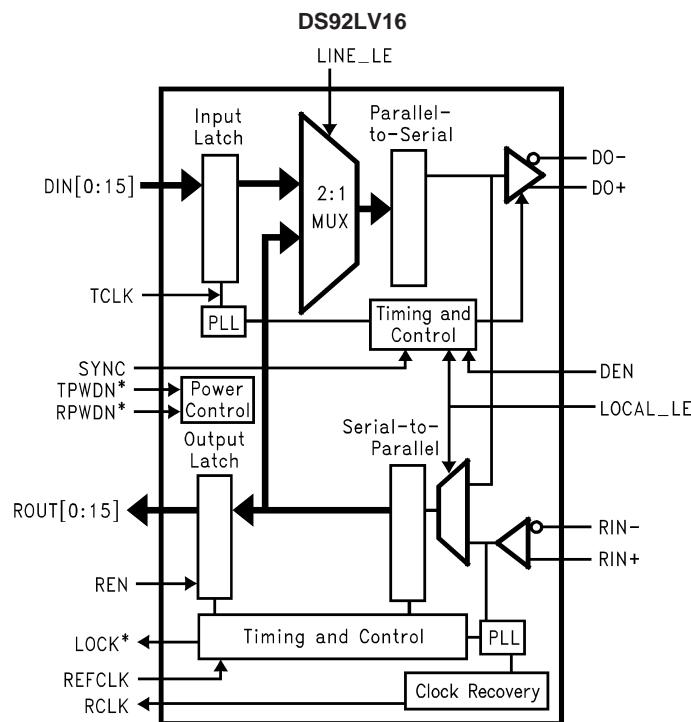 DS92LV16
LINE_LE
Input
Latch
Parallel-
to-Serial
DIN[0:15]
2:1
MUX
DO-
DO+
TCLK
PLL
Timing and
Control
SYNC
TPWDN*
RPWDN*
Power
Control
DEN
LOCAL_LE
Output
Latch
Serial-to-
Parallel
ROUT[0:15]
RIN-
RIN+
REN
LOCK*
Timing and Control
PLL
REFCLK
RCLK
Clock Recovery